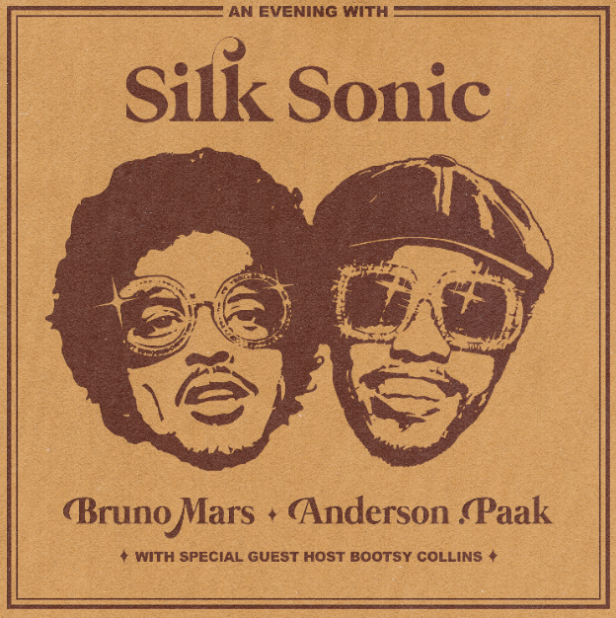 AN EVENING WITH
Silk Sonic
Bruno Mars ✦ Anderson .Paak
✦ WITH SPECIAL GUEST HOST BOOTSY COLLINS ✦